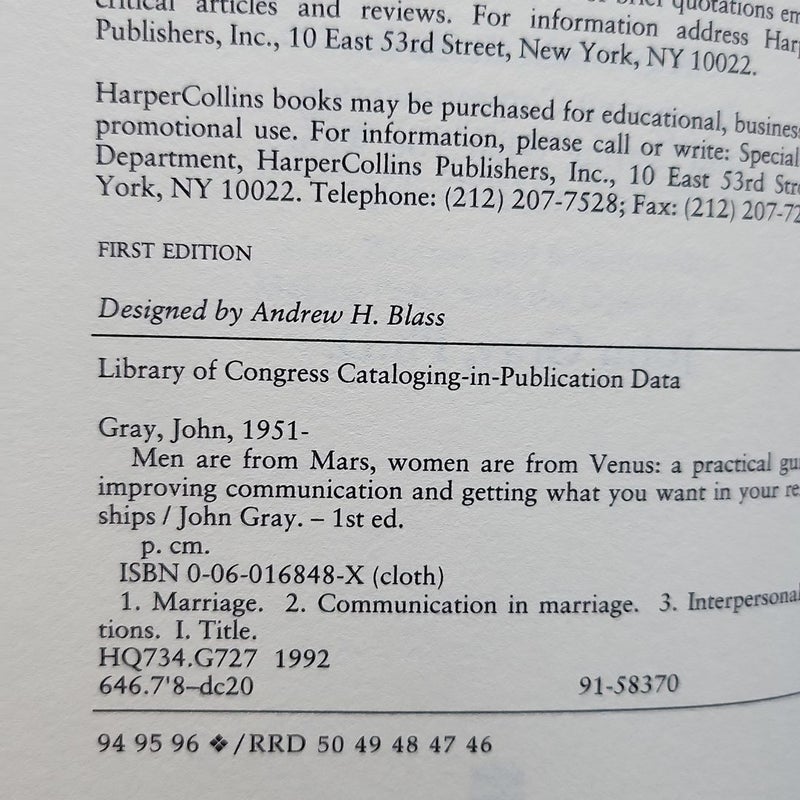 critical articles and reviews. For information address Harp
Publishers, Inc., 10 East 53rd Street, New York, NY 10022.
HarperCollins books may be purchased for educational, business
promotional use. For information, please call or write: Special
Department, HarperCollins Publishers, Inc., 10 East 53rd Stre
York, NY 10022. Telephone: (212) 207-7528; Fax: (212) 207-72
FIRST EDITION
Designed by Andrew H. Blass
Library of Congress Cataloging-in-Publication Data
Gray, John, 1951-
Men are from Mars, women are from Venus: a practical gui
improving communication and getting what you want in your re
ships / John Gray. – 1st ed.
p. cm.
ISBN 0-06-016848-X (cloth)
1. Marriage. 2. Communication in marriage. 3. Interpersonal
tions. I. Title.
HQ734.G727 1992
646.7'8–dc20 91-58370
94 95 96 ❖/RRD 50 49 48 47 46